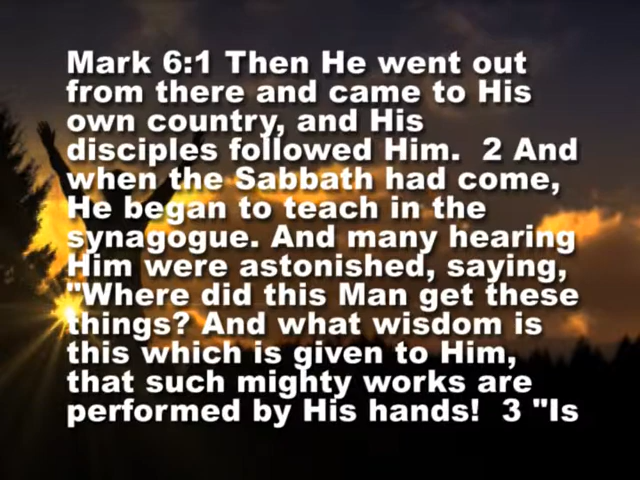 Mark 6:1 Then He went out
from there and came to His
own country, and His
disciples followed Him.  2 And
when the Sabbath had come,
He began to teach in the
synagogue. And many hearing
Him were astonished, saying,
"Where did this Man get these
things? And what wisdom is
this which is given to Him,
that such mighty works are
performed by His hands!  3 "Is